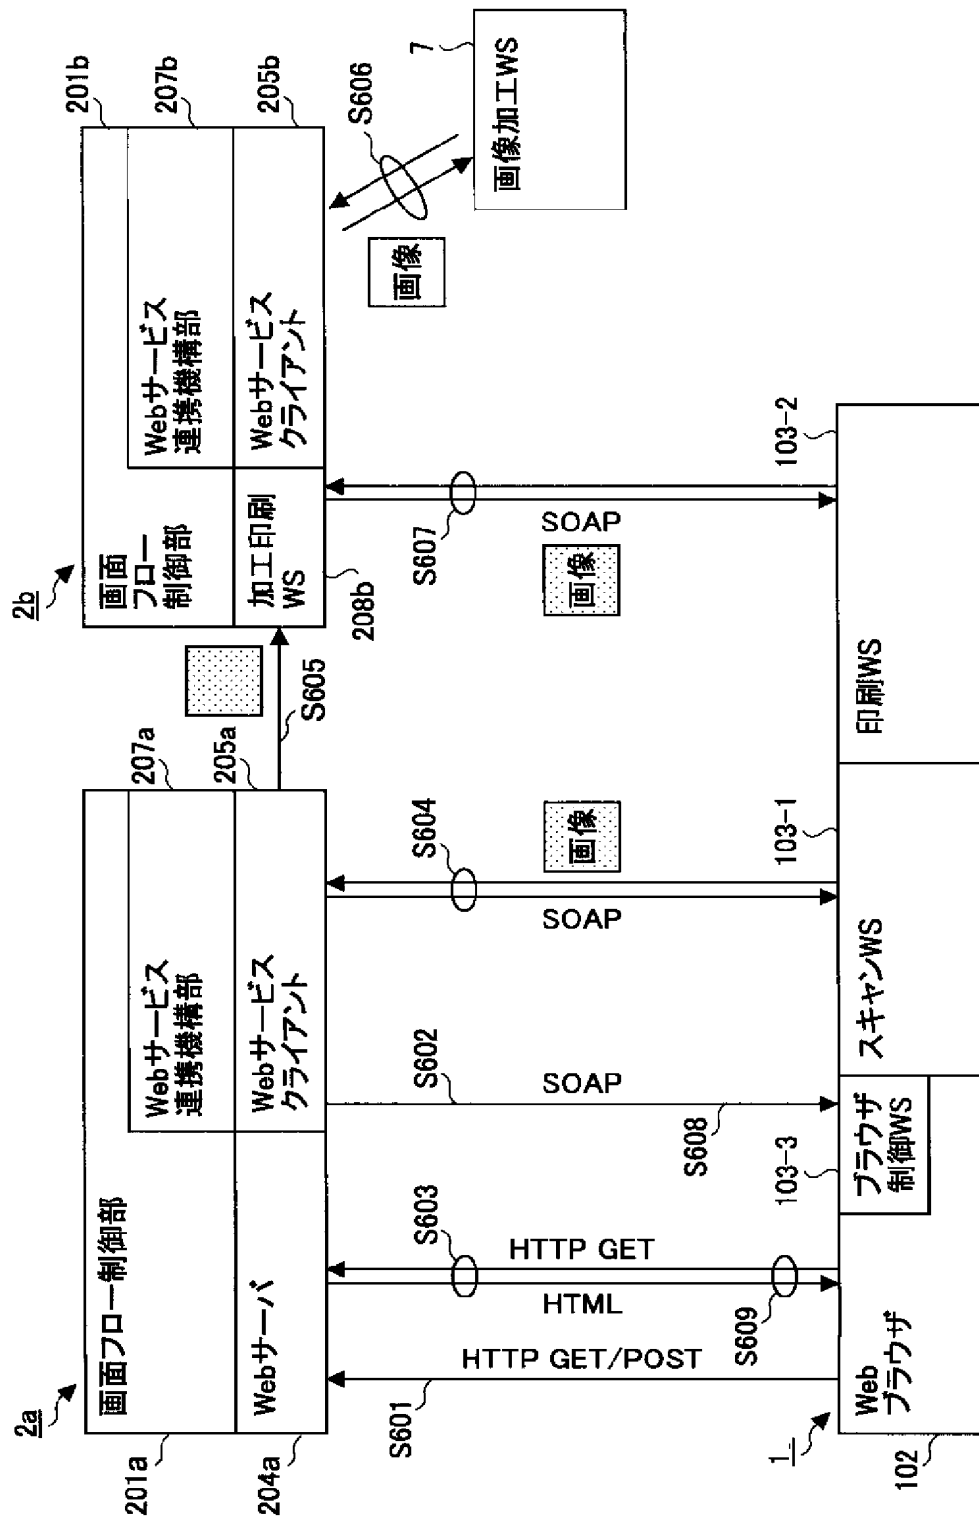 2a
201a
画面フロー制御部
Webサーバ
204a
Webサービス
連携機構部
207a
Webサービス
クライアント
205a
S605
2b
画面
フロー
制御部
201b
Webサービス
連携機構部
207b
加工印刷
WS
208b
Webサービス
クライアント
205b
S606
画像
7
画像加工WS
S601
HTTP GET/POST
S603
HTTP GET
HTML
S609
S602
SOAP
S608
S604
SOAP
画像
S607
SOAP
画像
1
102
Web
ブラウザ
103-3
ブラウザ
制御WS
103-1
スキャンWS
103-2
印刷WS